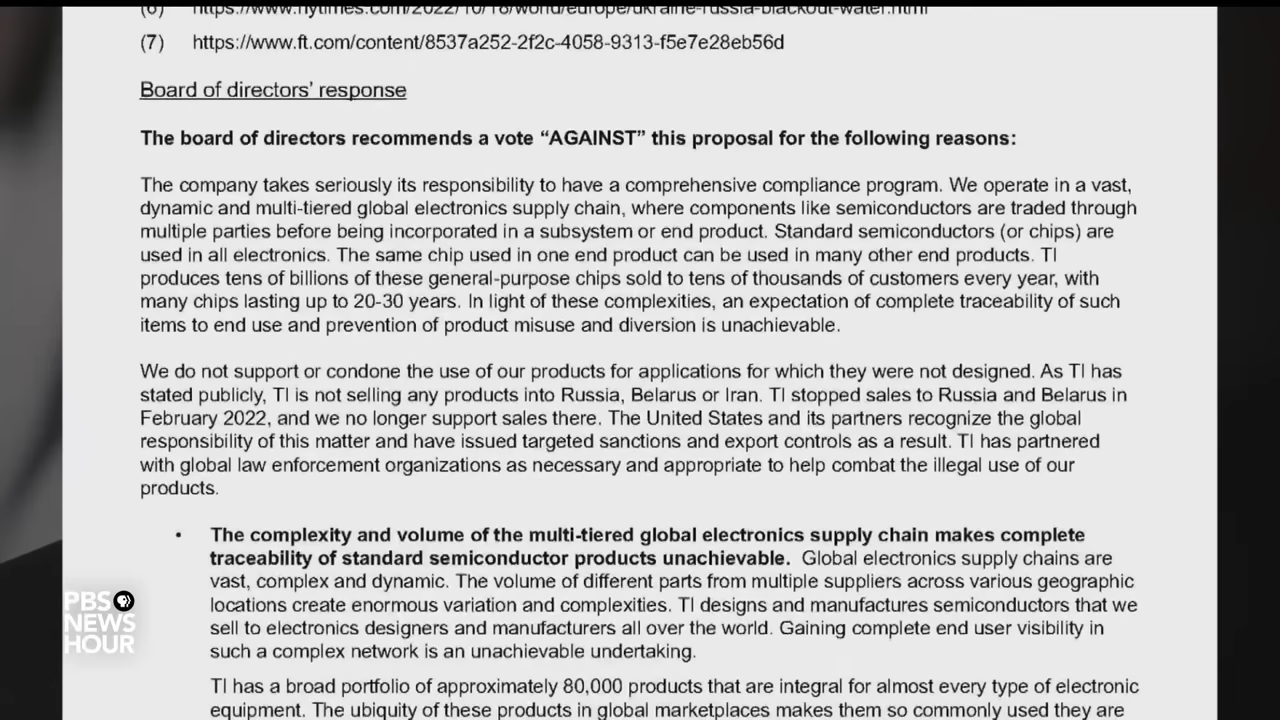 (6) https://www.nytimes.com/2022/10/18/world/europe/ukraine-russia-blackout-water.html
(7) https://www.ft.com/content/8537a252-2f2c-4058-9313-f5e7e28eb56d
Board of directors’ response
The board of directors recommends a vote “AGAINST” this proposal for the following reasons:
The company takes seriously its responsibility to have a comprehensive compliance program. We operate in a vast,
dynamic and multi-tiered global electronics supply chain, where components like semiconductors are traded through
multiple parties before being incorporated in a subsystem or end product. Standard semiconductors (or chips) are
used in all electronics. The same chip used in one end product can be used in many other end products. TI
produces tens of billions of these general-purpose chips sold to tens of thousands of customers every year, with
many chips lasting up to 20-30 years. In light of these complexities, an expectation of complete traceability of such
items to end use and prevention of product misuse and diversion is unachievable.
We do not support or condone the use of our products for applications for which they were not designed. As TI has
stated publicly, TI is not selling any products into Russia, Belarus or Iran. TI stopped sales to Russia and Belarus in
February 2022, and we no longer support sales there. The United States and its partners recognize the global
responsibility of this matter and have issued targeted sanctions and export controls as a result. TI has partnered
with global law enforcement organizations as necessary and appropriate to help combat the illegal use of our
products.
• The complexity and volume of the multi-tiered global electronics supply chain makes complete
traceability of standard semiconductor products unachievable. Global electronics supply chains are
vast, complex and dynamic. The volume of different parts from multiple suppliers across various geographic
locations create enormous variation and complexities. TI designs and manufactures semiconductors that we
sell to electronics designers and manufacturers all over the world. Gaining complete end user visibility in
such a complex network is an unachievable undertaking.
TI has a broad portfolio of approximately 80,000 products that are integral for almost every type of electronic
equipment. The ubiquity of these products in global marketplaces makes them so commonly used they are
PBS
NEWS
HOUR